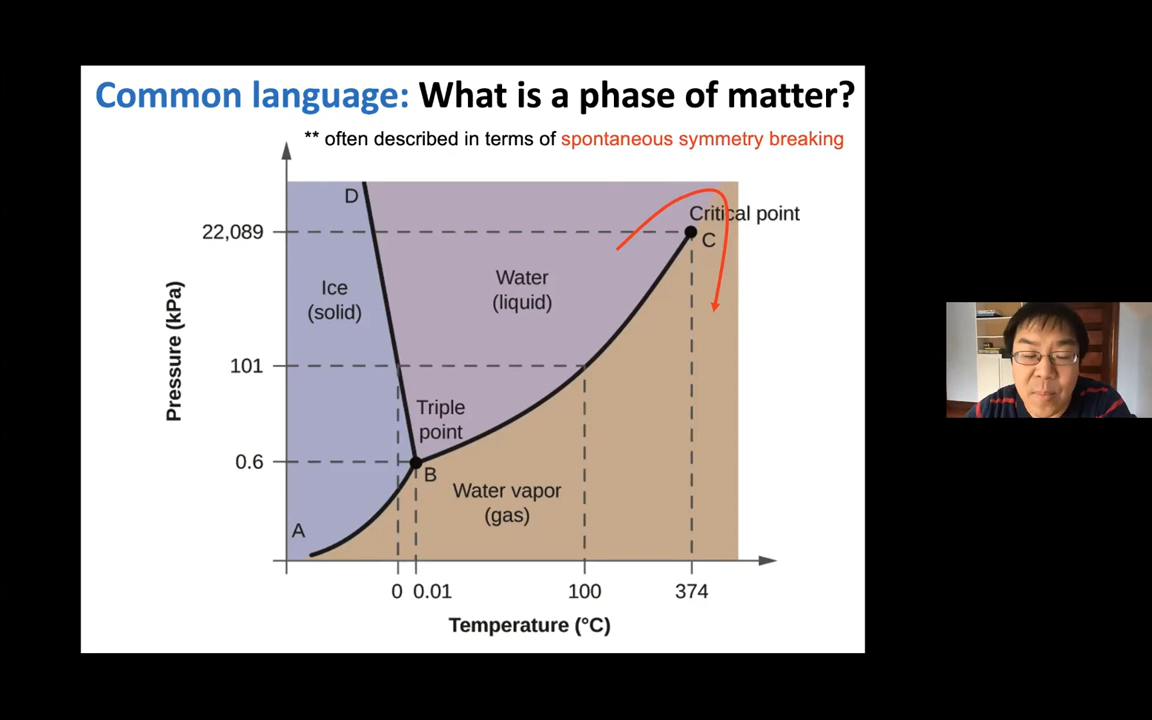 Common language: What is a phase of matter?
** often described in terms of spontaneous symmetry breaking
D
Critical point
22,089
C
Ice
(solid)
Water
(liquid)
Pressure (kPa)
101
Triple
point
0.6
B
Water vapor
(gas)
A
0 0.01 100 374
Temperature (°C)